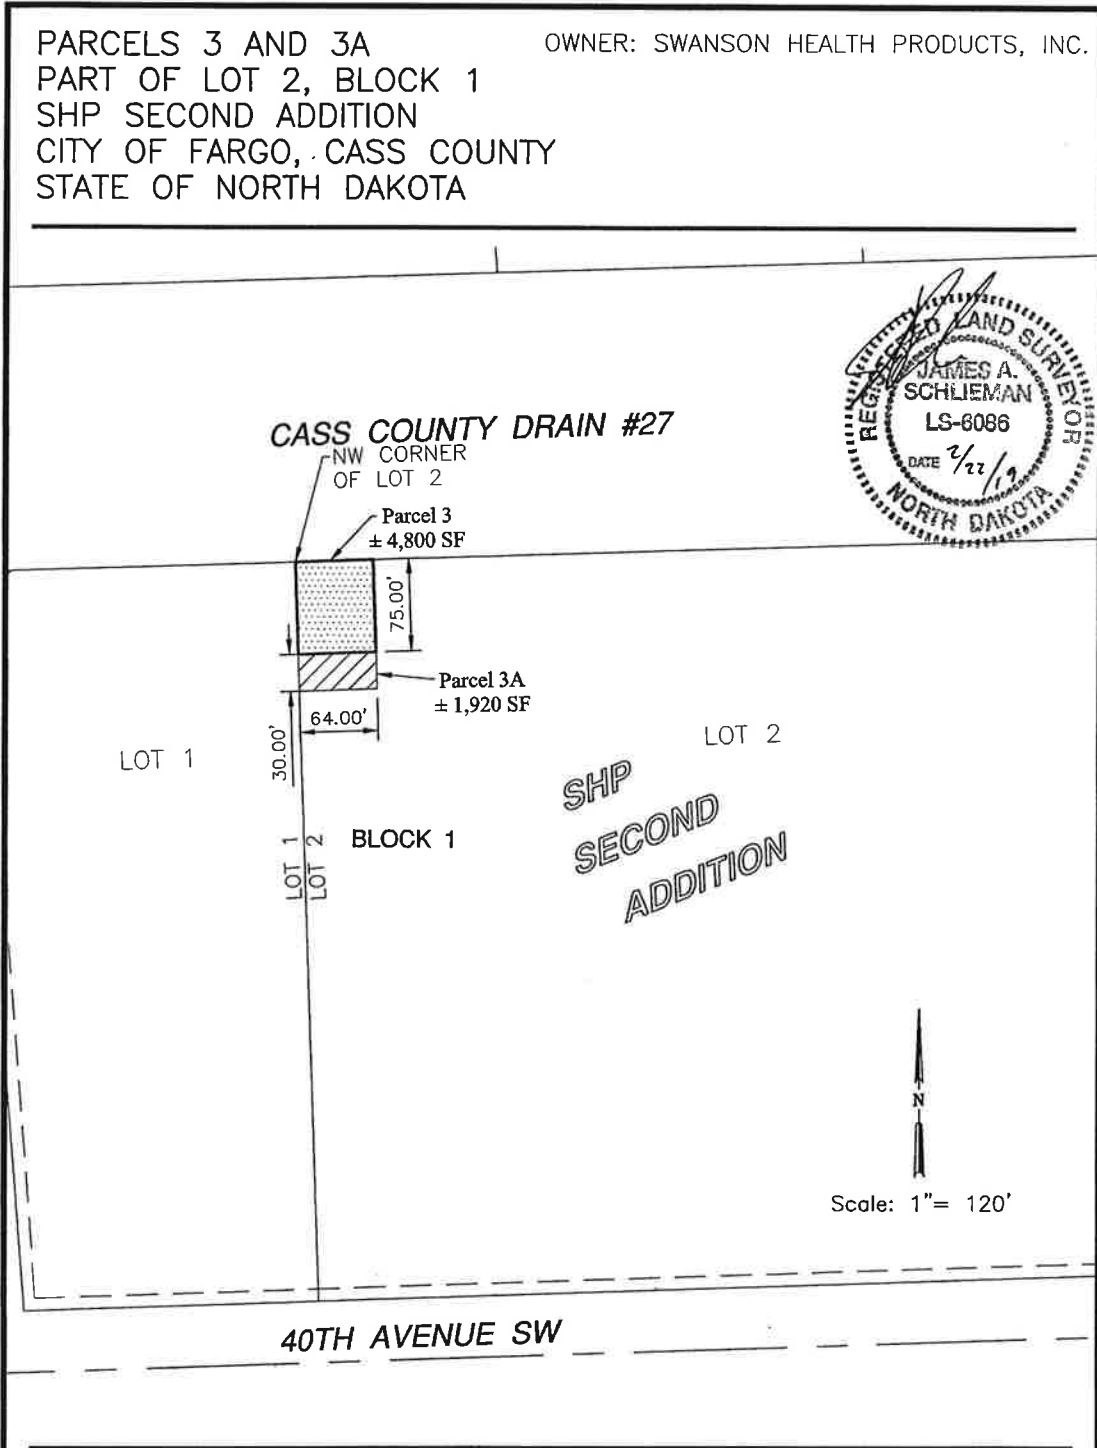 PARCELS 3 AND 3A
PART OF LOT 2, BLOCK 1
SHP SECOND ADDITION
CITY OF FARGO, CASS COUNTY
STATE OF NORTH DAKOTA
OWNER: SWANSON HEALTH PRODUCTS, INC.
REGISTERED LAND SURVEYOR
JAMES A.
SCHLIEMAN
LS-6086
DATE 2/22/19
NORTH DAKOTA
CASS COUNTY DRAIN #27
NW CORNER
OF LOT 2
Parcel 3
± 4,800 SF
75.00'
Parcel 3A
± 1,920 SF
64.00'
30.00'
LOT 1
LOT 2
SHP
SECOND
ADDITION
BLOCK 1
LOT 1
LOT 2
N
Scale: 1"= 120'
40TH AVENUE SW